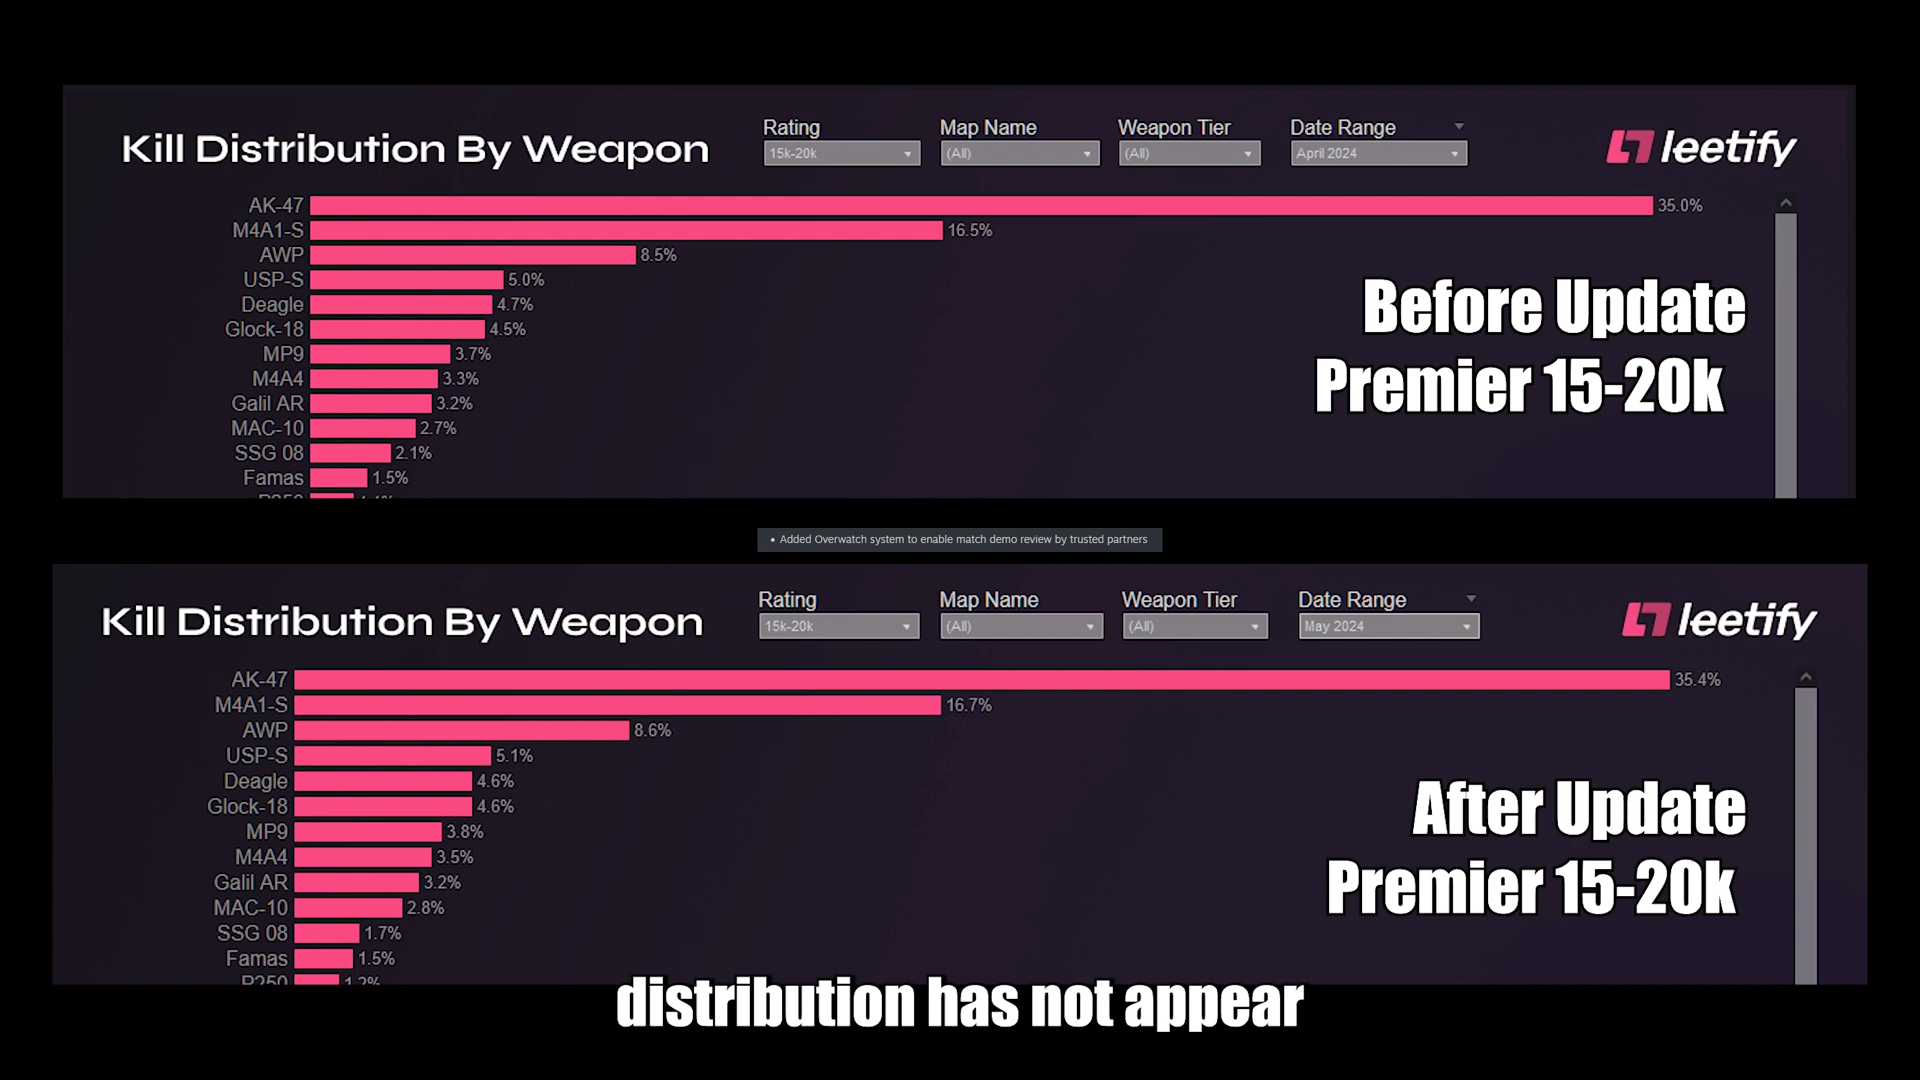 Kill Distribution By Weapon
Rating Map Name Weapon Tier Date Range
15k-20k (All) (All) April 2024
leetify
AK-47 35.0%
M4A1-S 16.5%
AWP 8.5%
USP-S 5.0%
Deagle 4.7%
Glock-18 4.5%
MP9 3.7%
M4A4 3.3%
Galil AR 3.2%
MAC-10 2.7%
SSG 08 2.1%
Famas 1.5%
P250
Before Update
Premier 15-20k
• Added Overwatch system to enable match demo review by trusted partners
Kill Distribution By Weapon
Rating Map Name Weapon Tier Date Range
15k-20k (All) (All) May 2024
leetify
AK-47 35.4%
M4A1-S 16.7%
AWP 8.6%
USP-S 5.1%
Deagle 4.6%
Glock-18 4.6%
MP9 3.8%
M4A4 3.5%
Galil AR 3.2%
MAC-10 2.8%
SSG 08 1.7%
Famas 1.5%
P250 1.2%
After Update
Premier 15-20k
distribution has not appear